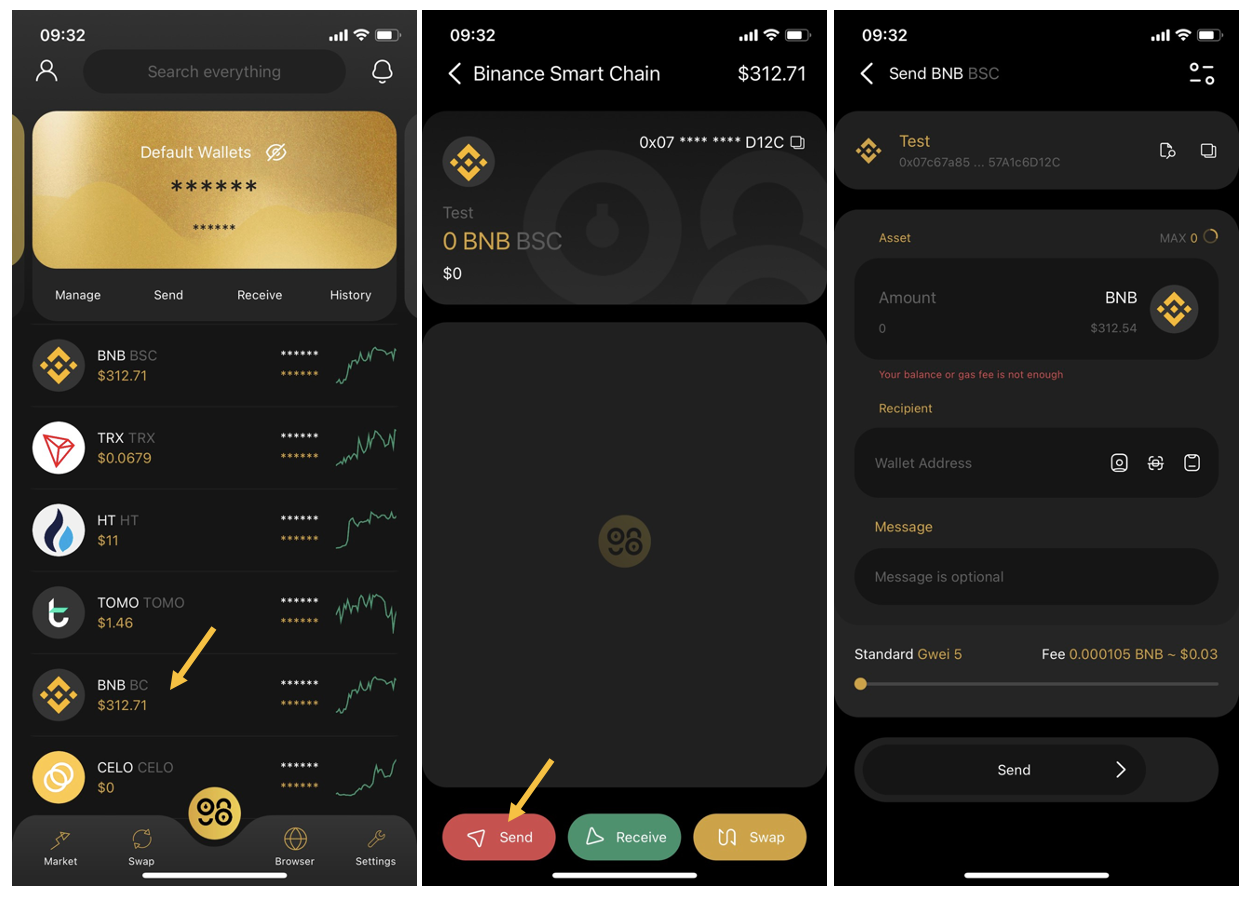 09:32
Search everything
Default Wallets
******
******
Manage Send Receive History
BNB BSC ******
$312.71 ******
TRX TRX ******
$0.0679 ******
HT HT ******
$11 ******
TOMO TOMO ******
$1.46 ******
BNB BC ******
$312.71 ******
CELO CELO ******
$0 ******
98
Market Swap Browser Settings
09:32
Binance Smart Chain $312.71
0x07 **** **** D12C
Test
0 BNB BSC
$0
98
Send Receive Swap
09:32
Send BNB BSC
Test
0x07c67a85 ... 57A1c6D12C
Asset MAX 0
Amount BNB
0 $312.54
Your balance or gas fee is not enough
Recipient
Wallet Address
Message
Message is optional
Standard Gwei 5 Fee 0.000105 BNB ~ $0.03
Send